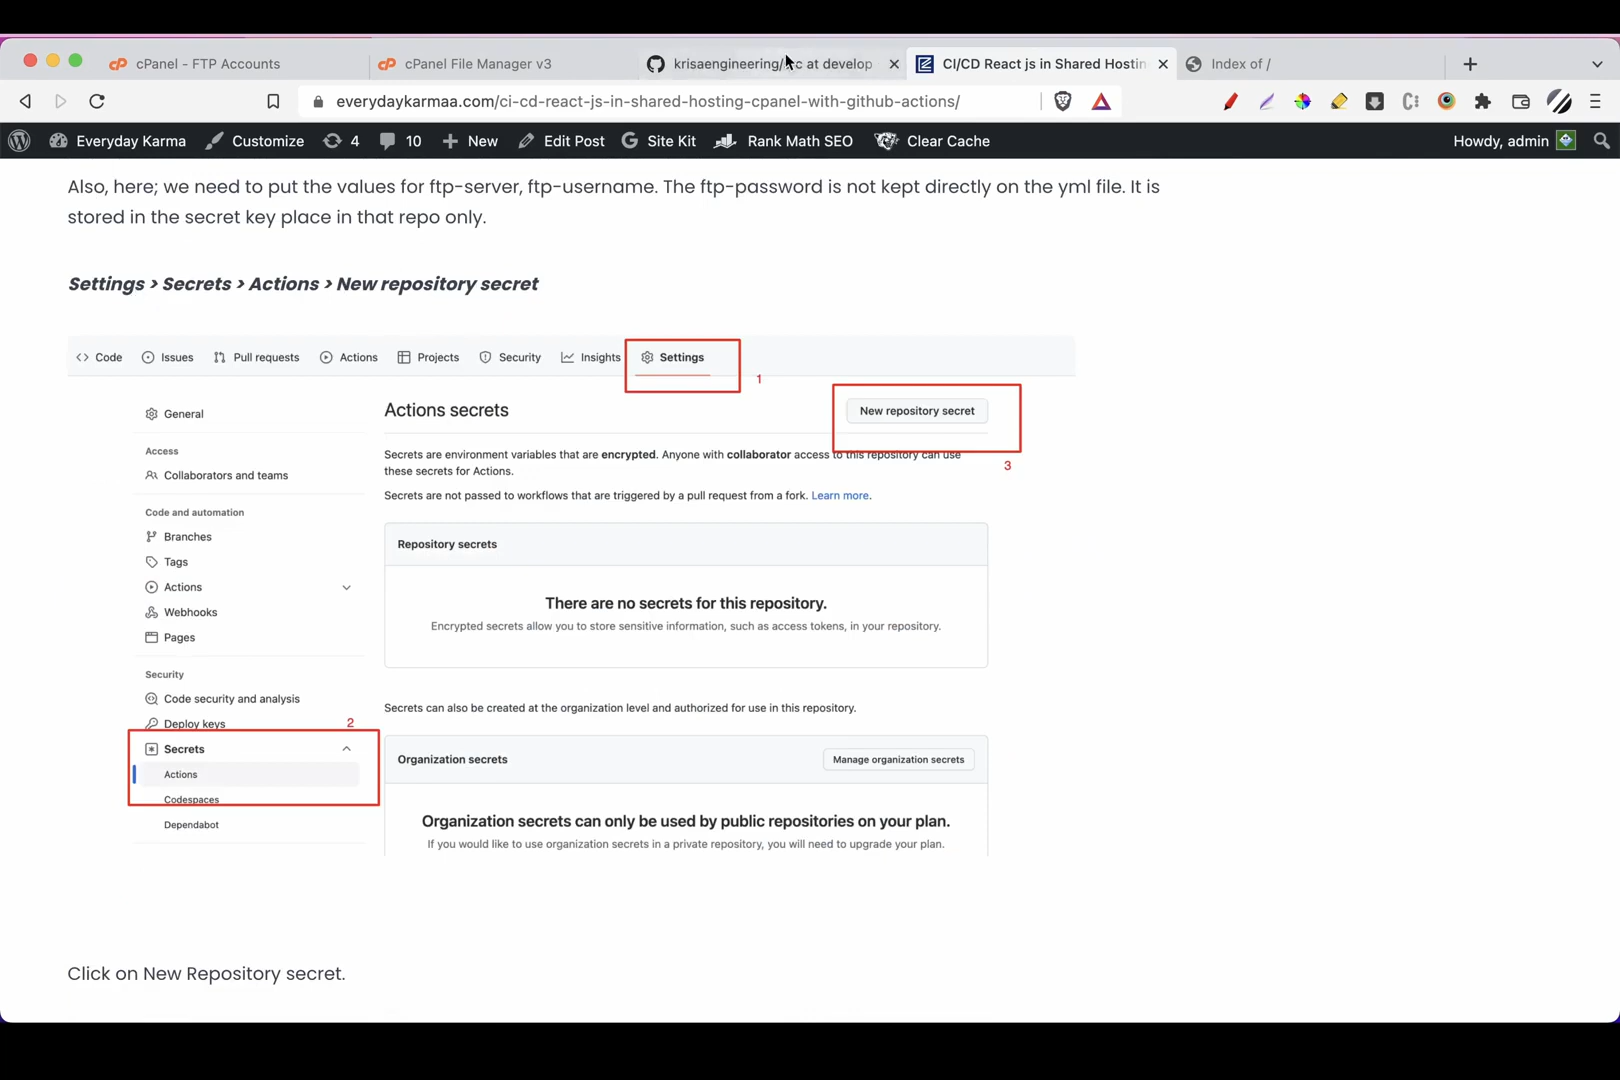 cPanel - FTP Accounts
cPanel File Manager v3
krisaengineering/ c at develop
CI/CD React js in Shared Hostin
Index of /
everydaykarmaa.com/ci-cd-react-js-in-shared-hosting-cpanel-with-github-actions/
Everyday Karma
Customize
4
10
New
Edit Post
Site Kit
Rank Math SEO
Clear Cache
Howdy, admin
Also, here; we need to put the values for ftp-server, ftp-username. The ftp-password is not kept directly on the yml file. It is
stored in the secret key place in that repo only.
Settings > Secrets > Actions > New repository secret
Code
Issues
Pull requests
Actions
Projects
Security
Insights
Settings
1
General
Access
Collaborators and teams
Code and automation
Branches
Tags
Actions
Webhooks
Pages
Security
Code security and analysis
Deploy keys
2
Secrets
Actions
Codespaces
Dependabot
Actions secrets
New repository secret
3
Secrets are environment variables that are encrypted. Anyone with collaborator access to this repository can use
these secrets for Actions.
Secrets are not passed to workflows that are triggered by a pull request from a fork. Learn more.
Repository secrets
There are no secrets for this repository.
Encrypted secrets allow you to store sensitive information, such as access tokens, in your repository.
Secrets can also be created at the organization level and authorized for use in this repository.
Organization secrets
Manage organization secrets
Organization secrets can only be used by public repositories on your plan.
If you would like to use organization secrets in a private repository, you will need to upgrade your plan.
Click on New Repository secret.